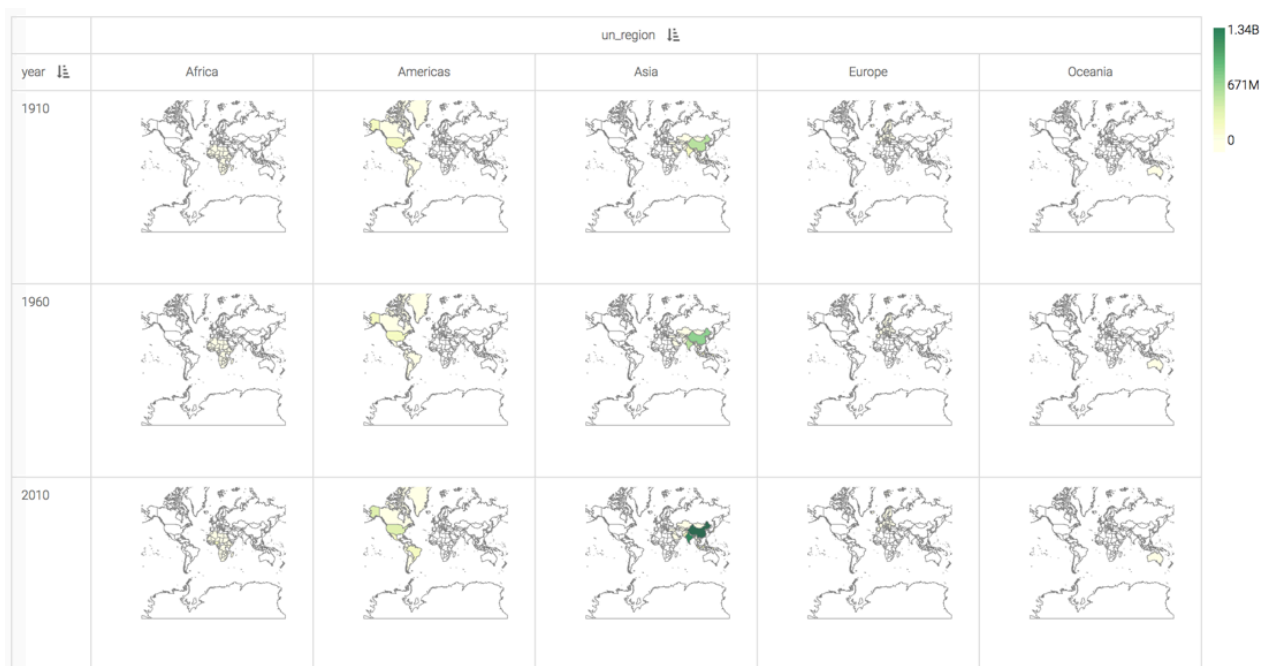 un_region
year
Africa
Americas
Asia
Europe
Oceania
1910
1960
2010
1.34B
671M
0